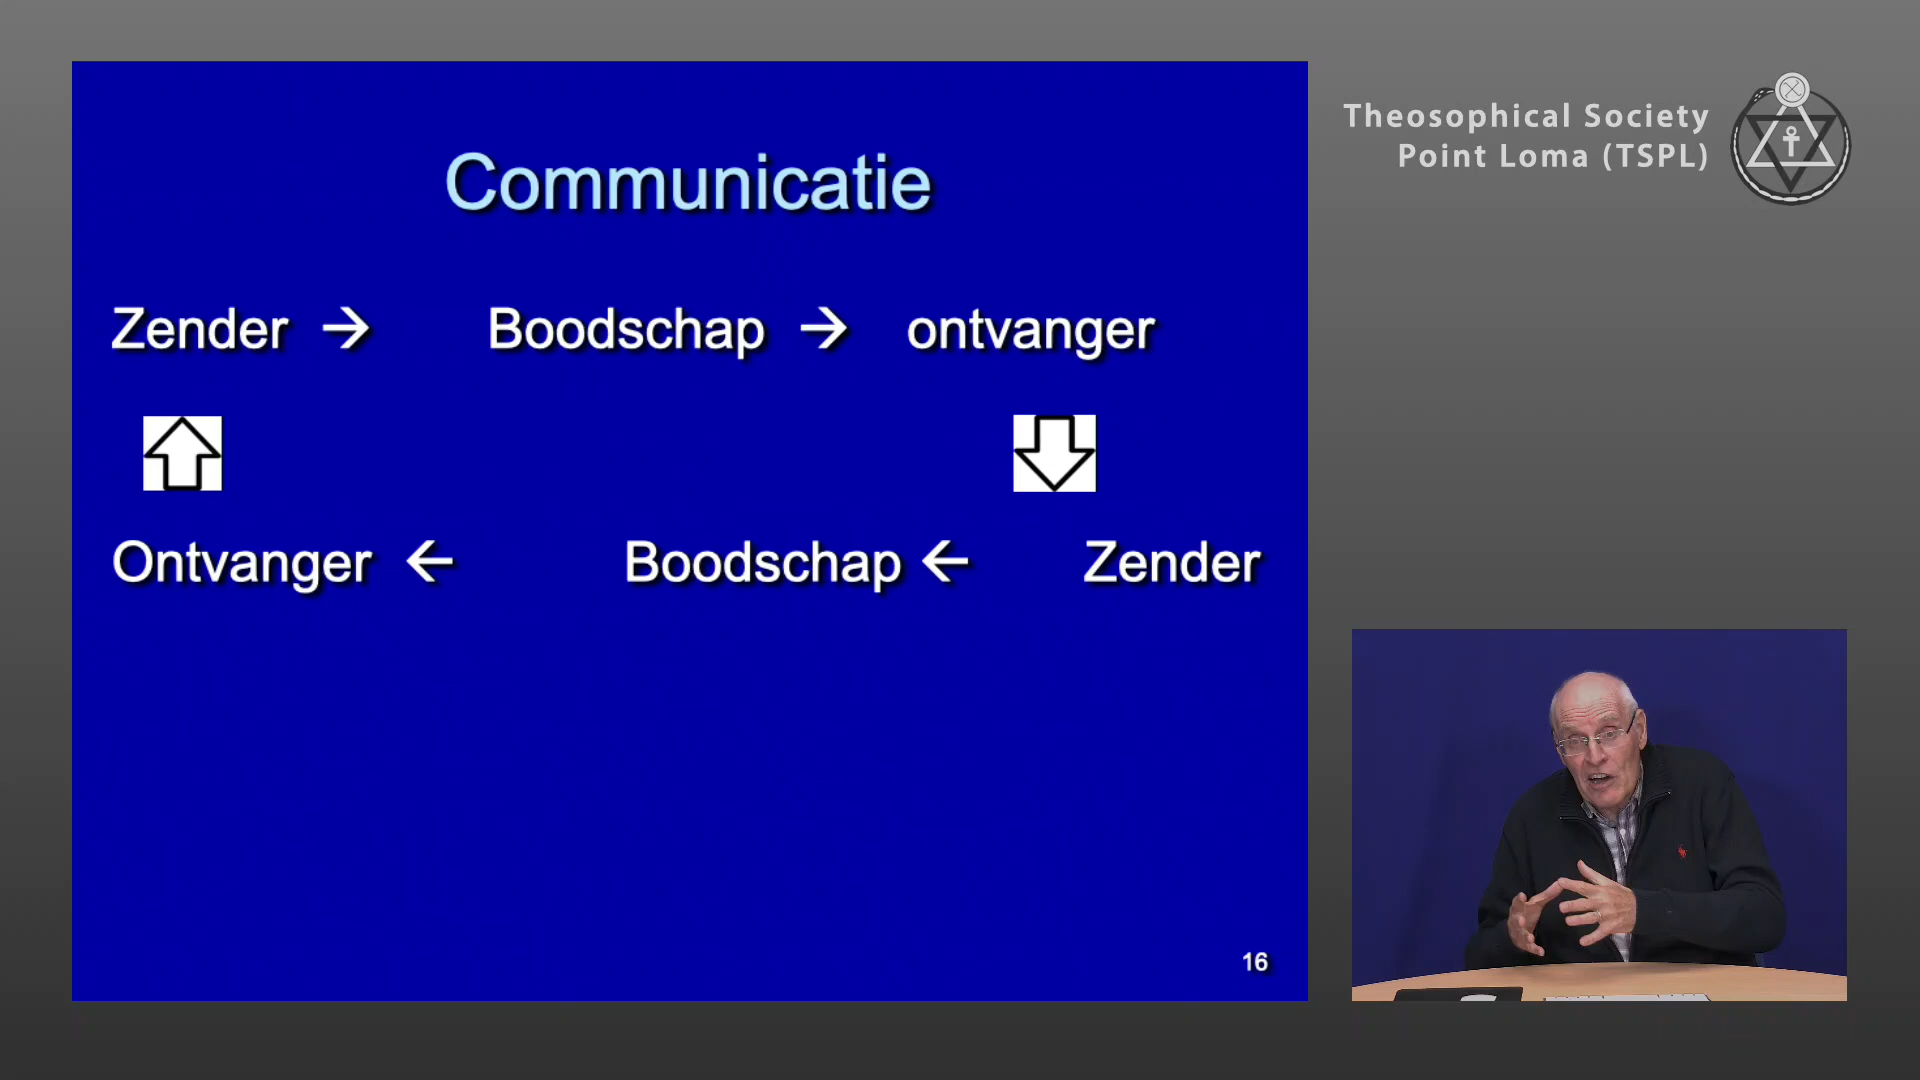 Theosophical Society
Point Loma (TSPL)
Communicatie
Zender → Boodschap → ontvanger
Ontvanger ← Boodschap ← Zender
16